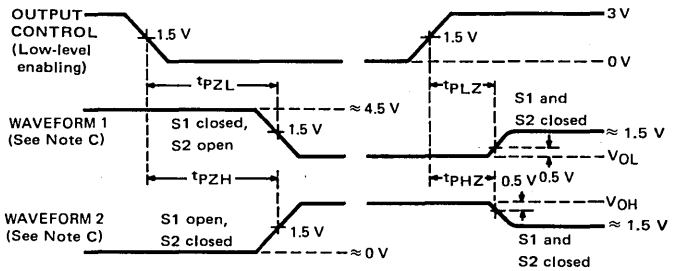 OUTPUT
CONTROL
(Low-level
enabling)
1.5 V
1.5 V
3 V
0 V
tPZL
tPLZ
S1 and
S2 closed
≈ 4.5 V
WAVEFORM 1
(See Note C)
S1 closed,
S2 open
1.5 V
≈ 1.5 V
VOL
0.5 V
tPZH
tPHZ
0.5 V
VOH
WAVEFORM 2
(See Note C)
S1 open,
S2 closed
1.5 V
≈ 1.5 V
≈ 0 V
S1 and
S2 closed